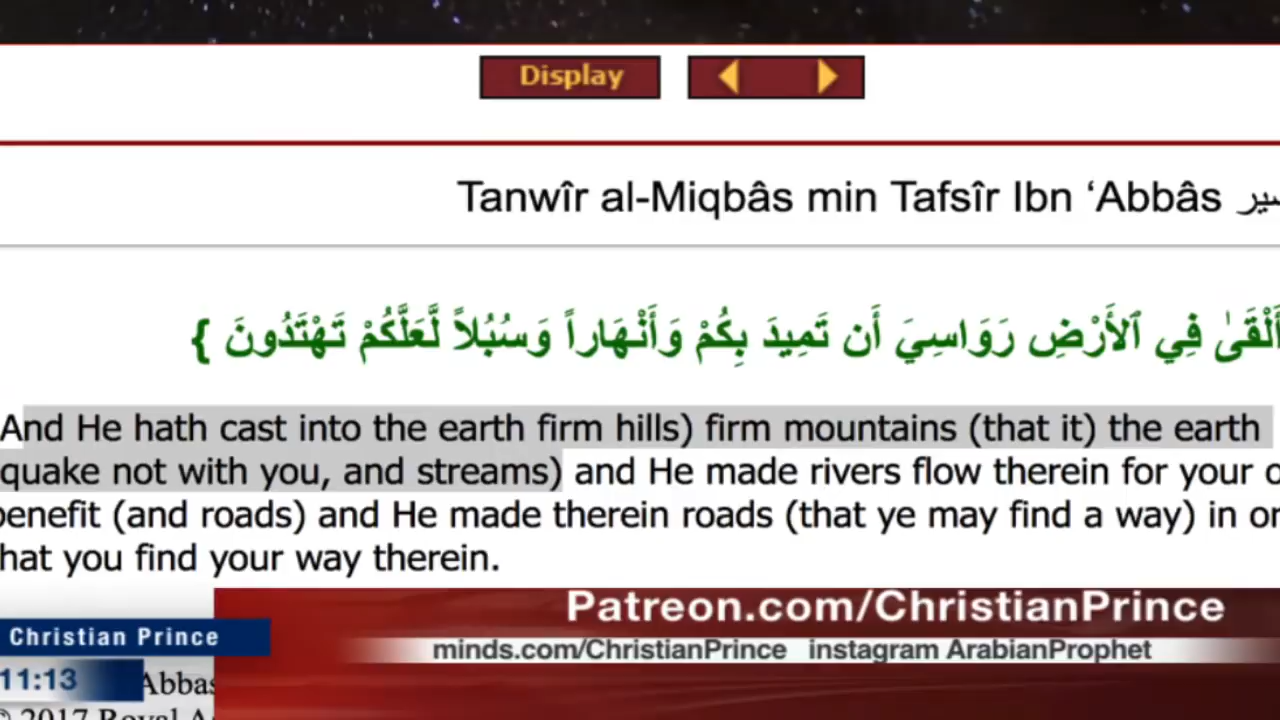 Display
Tanwîr al-Miqbâs min Tafsîr Ibn ‘Abbâs
أَلْقَىٰ فِي ٱلأَرْضِ رَوَاسِيَ أَن تَمِيدَ بِكُمْ وَأَنْهَاراً وَسُبُلاً لَّعَلَّكُمْ تَهْتَدُونَ }
And He hath cast into the earth firm hills) firm mountains (that it) the earth
quake not with you, and streams) and He made rivers flow therein for your
benefit (and roads) and He made therein roads (that ye may find a way) in
hat you find your way therein.
Patreon.com/ChristianPrince
Christian Prince
minds.com/ChristianPrince instagram ArabianProphet
11:13
Abbas
© 2017 Royal